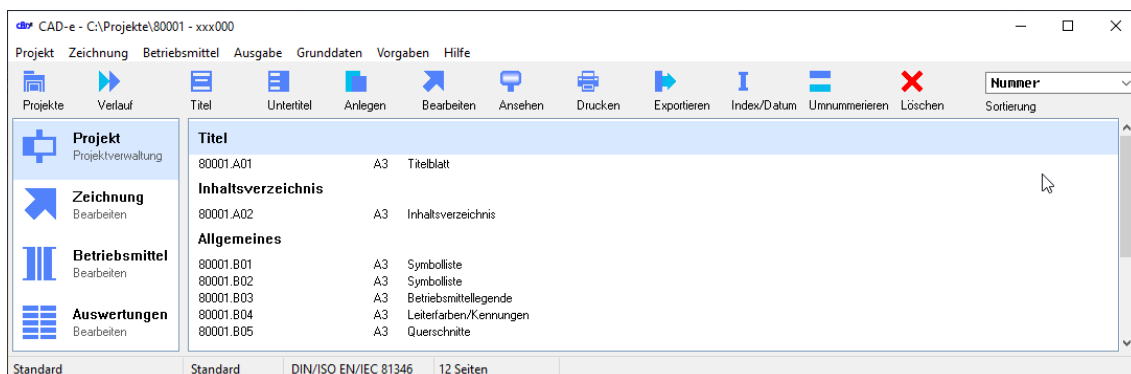 CAD-e - C:\Projekte\80001 - xxx000
Projekt Zeichnung Betriebsmittel Ausgabe Grunddaten Vorgaben Hilfe
Projekte Verlauf Titel Untertitel Anlegen Bearbeiten Ansehen Drucken Exportieren Index/Datum Umnummerieren Löschen
Nummer
Sortierung
Projekt
Projektverwaltung
Zeichnung
Bearbeiten
Betriebsmittel
Bearbeiten
Auswertungen
Bearbeiten
Titel
80001.A01 A3 Titelblatt
Inhaltsverzeichnis
80001.A02 A3 Inhaltsverzeichnis
Allgemeines
80001.B01 A3 Symbolliste
80001.B02 A3 Symbolliste
80001.B03 A3 Betriebsmittellegende
80001.B04 A3 Leiterfarben/Kennungen
80001.B05 A3 Querschnitte
Standard Standard DIN/ISO EN/IEC 81346 12 Seiten